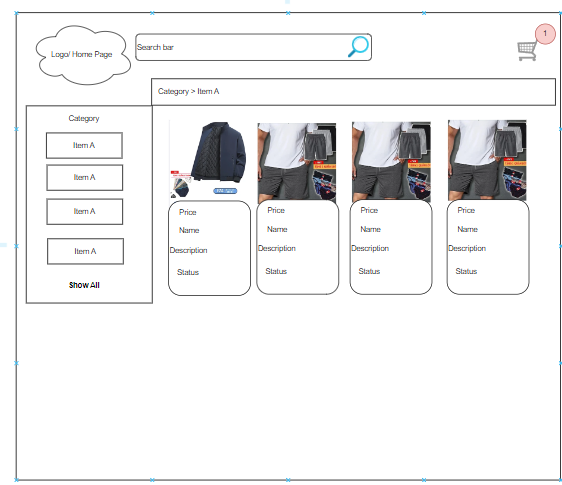 Logo/ Home Page
Search bar
1
Category > Item A
Category
Item A
Item A
Item A
Item A
Show All
Price
Name
Description
Status
Price
Name
Description
Status
Price
Name
Description
Status
Price
Name
Description
Status